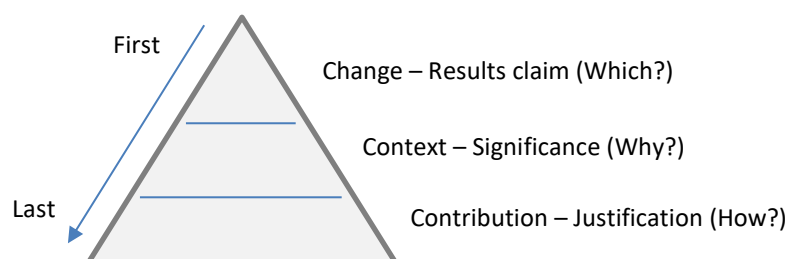 First
Change – Results claim (Which?)
Context – Significance (Why?)
Last
Contribution – Justification (How?)